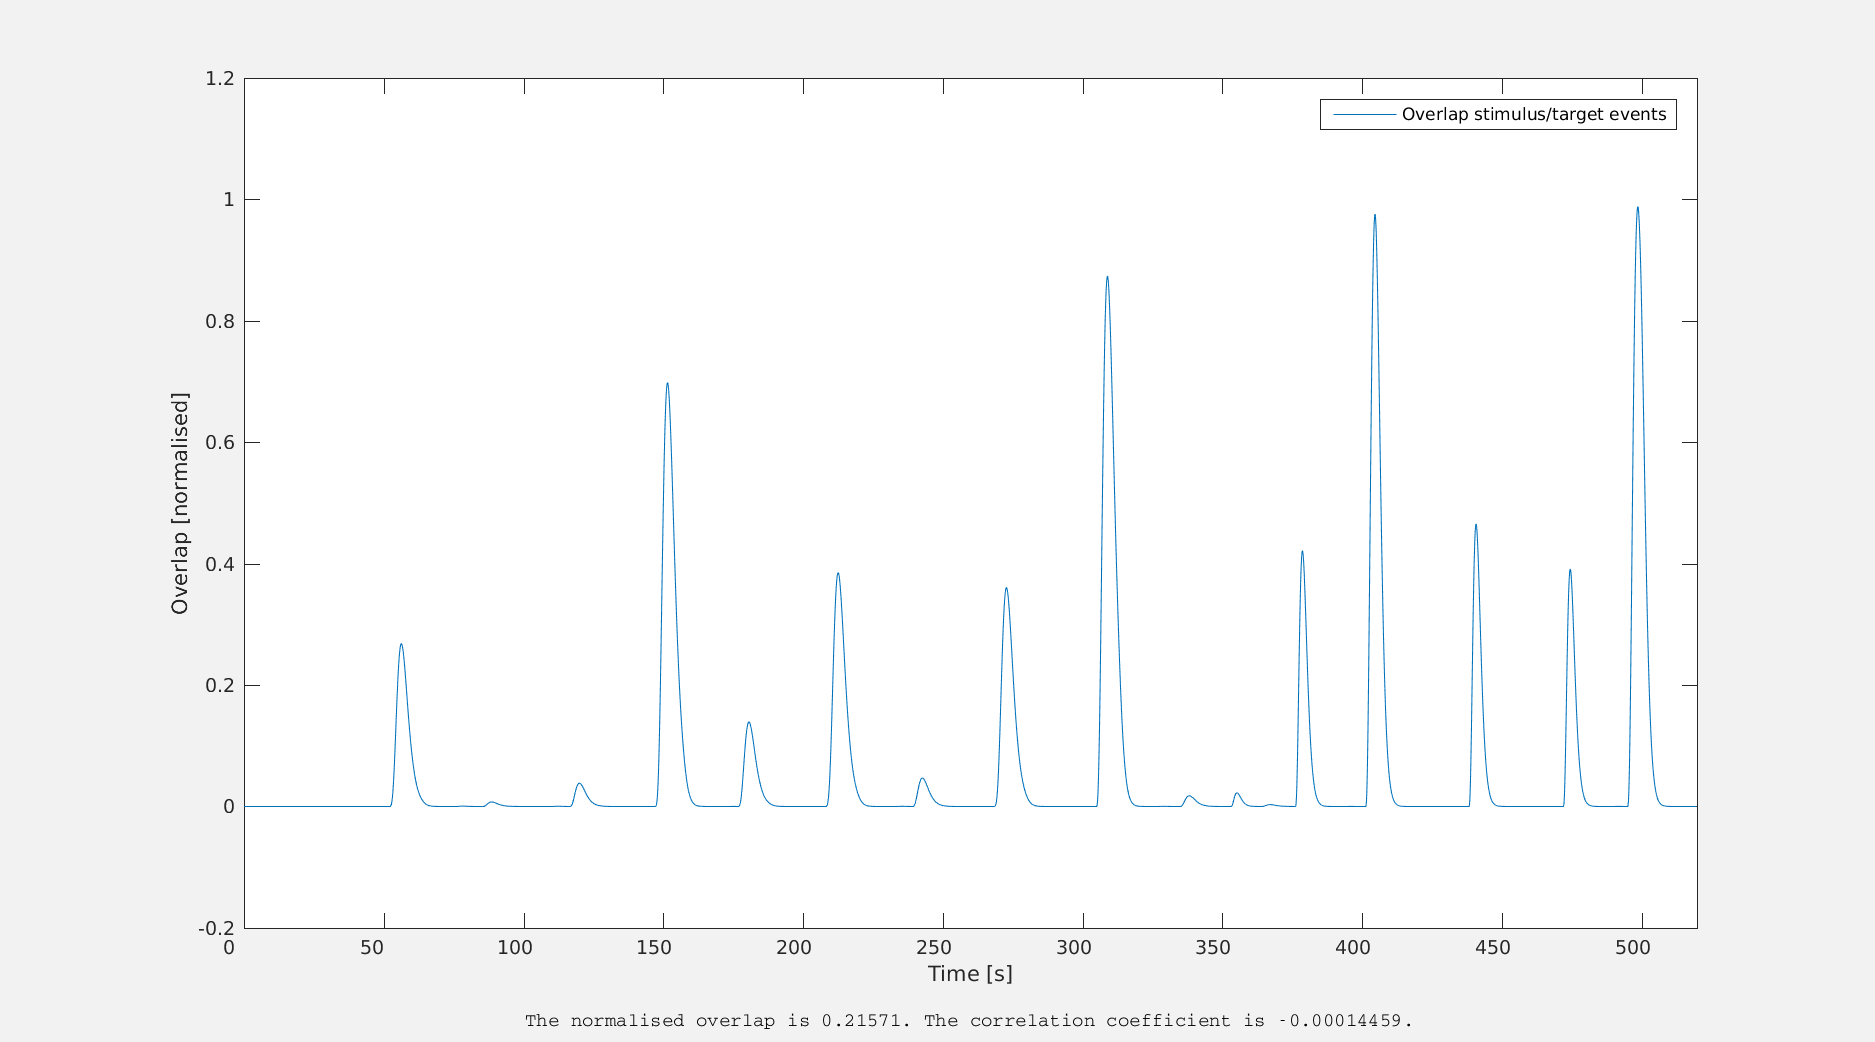 1.2
Overlap stimulus/target events
1
0.8
0.6
0.4
0.2
0
-0.2
Overlap [normalised]
0 50 100 150 200 250 300 350 400 450 500
Time [s]
The normalised overlap is 0.21571. The correlation coefficient is -0.00014459.